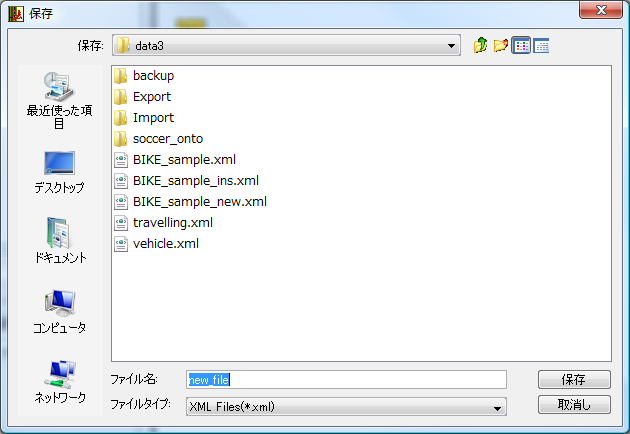 保存
保存: data3
最近使った項
目
デスクトップ
ドキュメント
コンピュータ
ネットワーク
backup
Export
Import
soccer_onto
BIKE_sample.xml
BIKE_sample_ins.xml
BIKE_sample_new.xml
travelling.xml
vehicle.xml
ファイル名: new_file 保存
ファイルタイプ: XML Files(*.xml) 取消し